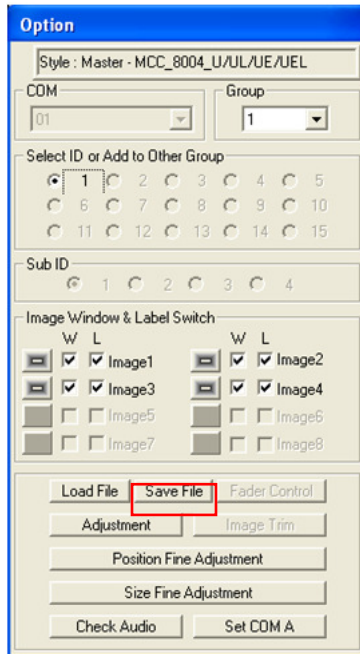 Option
Style : Master - MCC_8004_U/UL/UE/UEL
COM
Group
01
1
Select ID or Add to Other Group
1 2 3 4 5
6 7 8 9 10
11 12 13 14 15
Sub ID
1 2 3 4
Image Window & Label Switch
W L W L
Image1 Image2
Image3 Image4
Image5 Image6
Image7 Image8
Load File Save File Fader Control
Adjustment Image Trim
Position Fine Adjustment
Size Fine Adjustment
Check Audio Set COM A